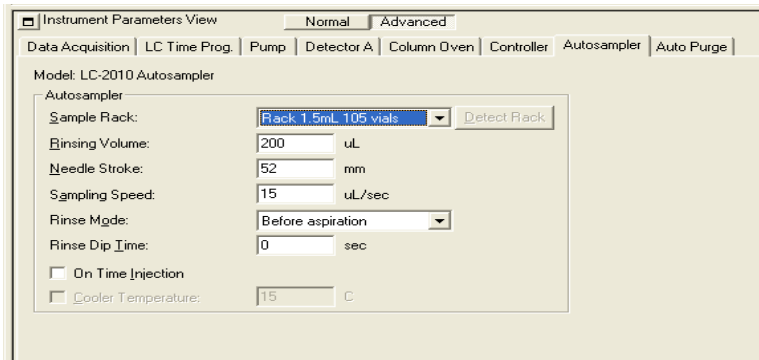 Instrument Parameters View Normal Advanced
Data Acquisition LC Time Prog. Pump Detector A Column Oven Controller Autosampler Auto Purge
Model: LC-2010 Autosampler
Autosampler
Sample Rack: Rack 1.5mL 105 vials Detect Rack
Rinsing Volume: 200 uL
Needle Stroke: 52 mm
Sampling Speed: 15 uL/sec
Rinse Mode: Before aspiration
Rinse Dip Time: 0 sec
On Time Injection
Cooler Temperature: 15 C